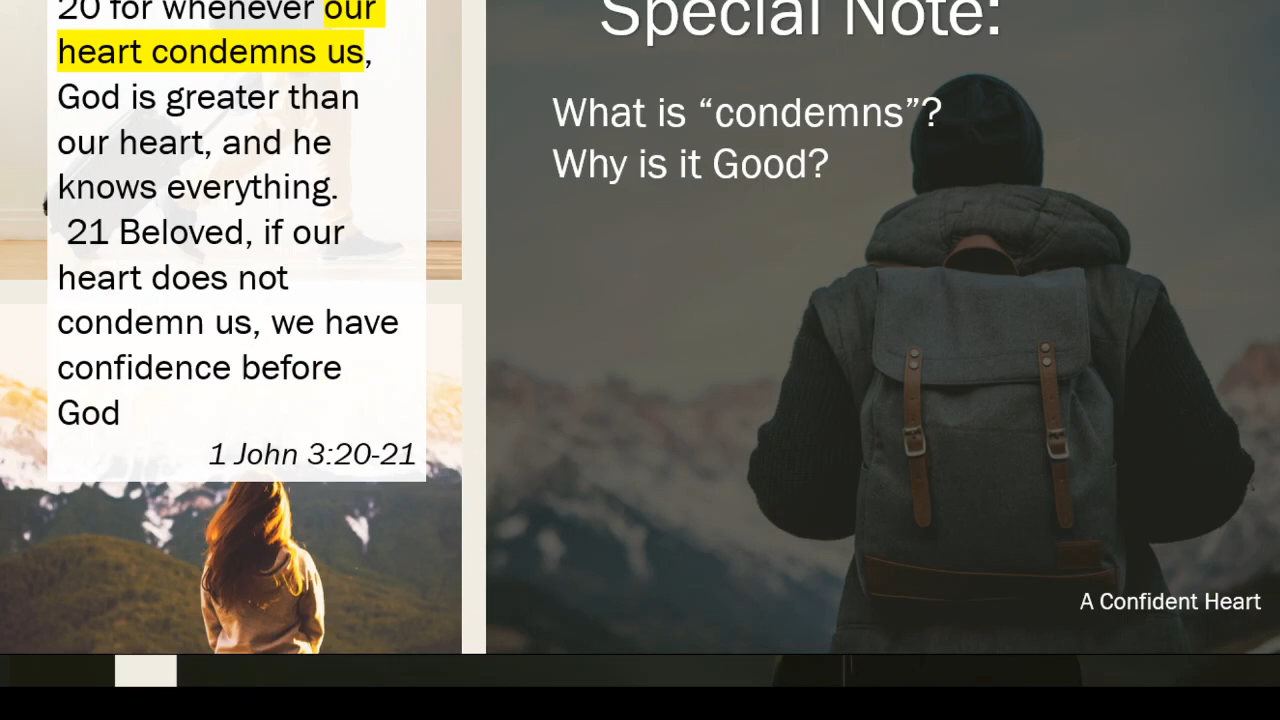 20 for whenever our
heart condemns us,
God is greater than
our heart, and he
knows everything.
21 Beloved, if our
heart does not
condemn us, we have
confidence before
God
1 John 3:20-21
Special Note:
What is “condemns”?
Why is it Good?
A Confident Heart